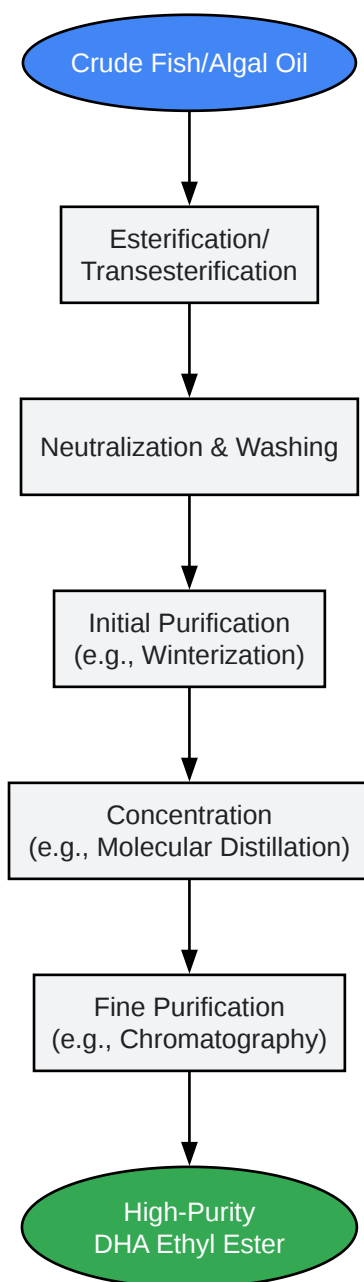 Crude Fish/Algal Oil
Esterification/
Transesterification
Neutralization & Washing
Initial Purification
(e.g., Winterization)
Concentration
(e.g., Molecular Distillation)
Fine Purification
(e.g., Chromatography)
High-Purity
DHA Ethyl Ester